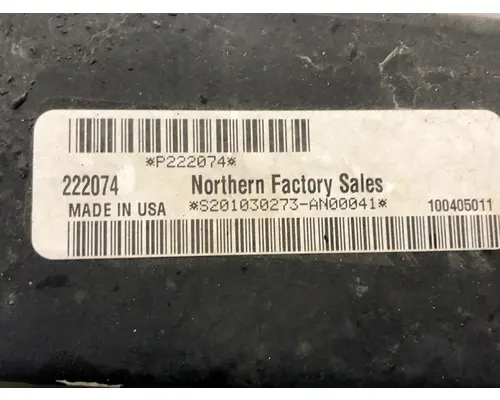 *P222074*
222074 Northern Factory Sales
MADE IN USA *S201030273-AN00041* 100405011